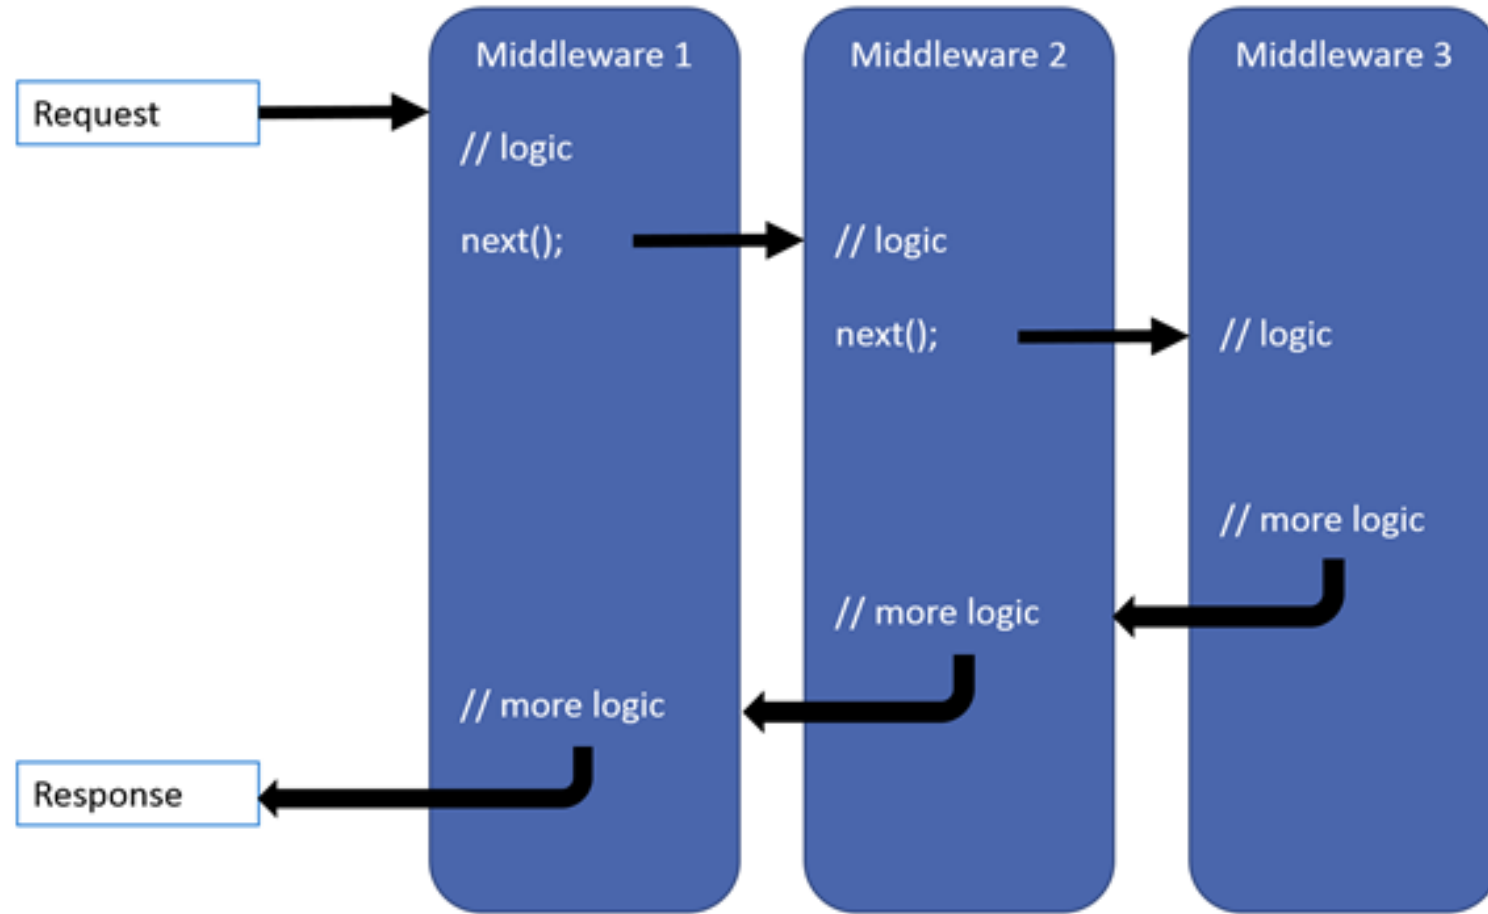 Middleware 1
Middleware 2
Middleware 3
Request
// logic
next();
// logic
next();
// logic
// more logic
// more logic
// more logic
Response